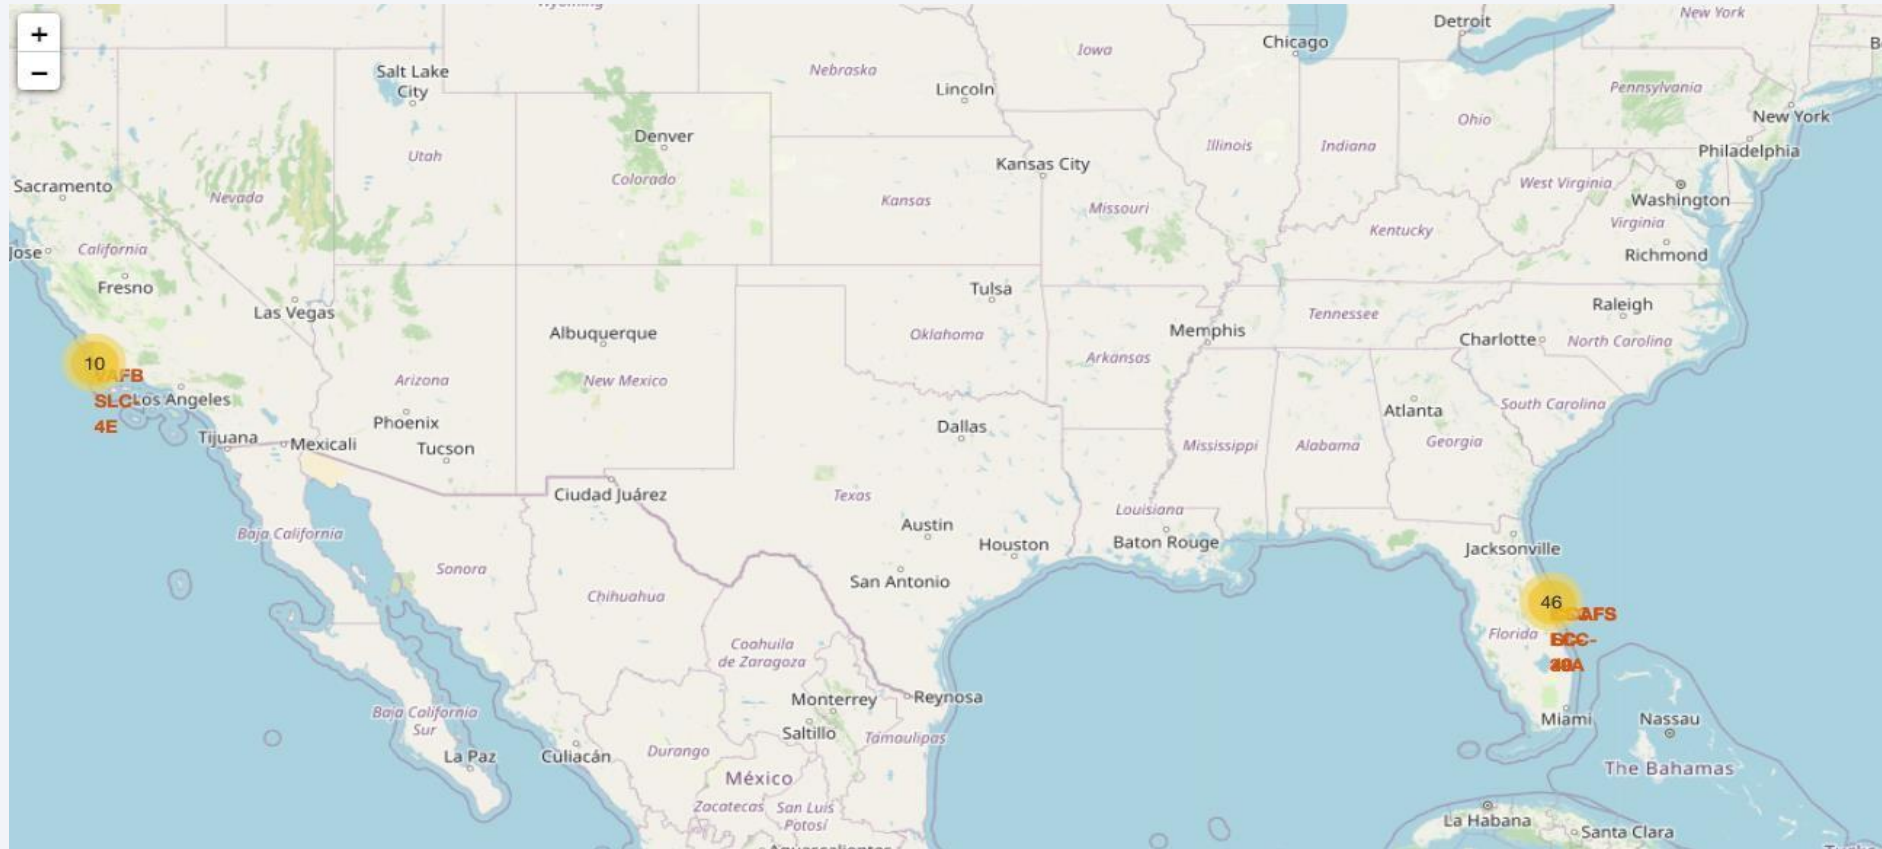 +
−
Salt Lake
City
Nebraska
Iowa
Chicago
Detroit
New York
Lincoln
Pennsylvania
New York
Denver
Utah
Colorado
Kansas City
Illinois
Indiana
Ohio
Philadelphia
Sacramento
Nevada
Kansas
Missouri
West Virginia
Washington
Virginia
Jose
California
Kentucky
Richmond
Fresno
Las Vegas
Tulsa
Raleigh
Albuquerque
Oklahoma
Memphis
Tennessee
Charlotte
North Carolina
10
VAFB
SLC-
4E
Los Angeles
Arizona
New Mexico
Arkansas
Phoenix
Dallas
Atlanta
South Carolina
Tijuana
Mexicali
Tucson
Mississippi
Alabama
Georgia
Ciudad Juárez
Texas
Louisiana
Baja California
Austin
Houston
Baton Rouge
Jacksonville
Sonora
San Antonio
Chihuahua
46
Florida
Coahuila
de Zaragoza
Monterrey
Reynosa
Baja California
Sur
Saltillo
Tamaulipas
Miami
Nassau
La Paz
Culiacán
Durango
México
The Bahamas
Zacatecas
San Luis
Potosí
La Habana
Santa Clara